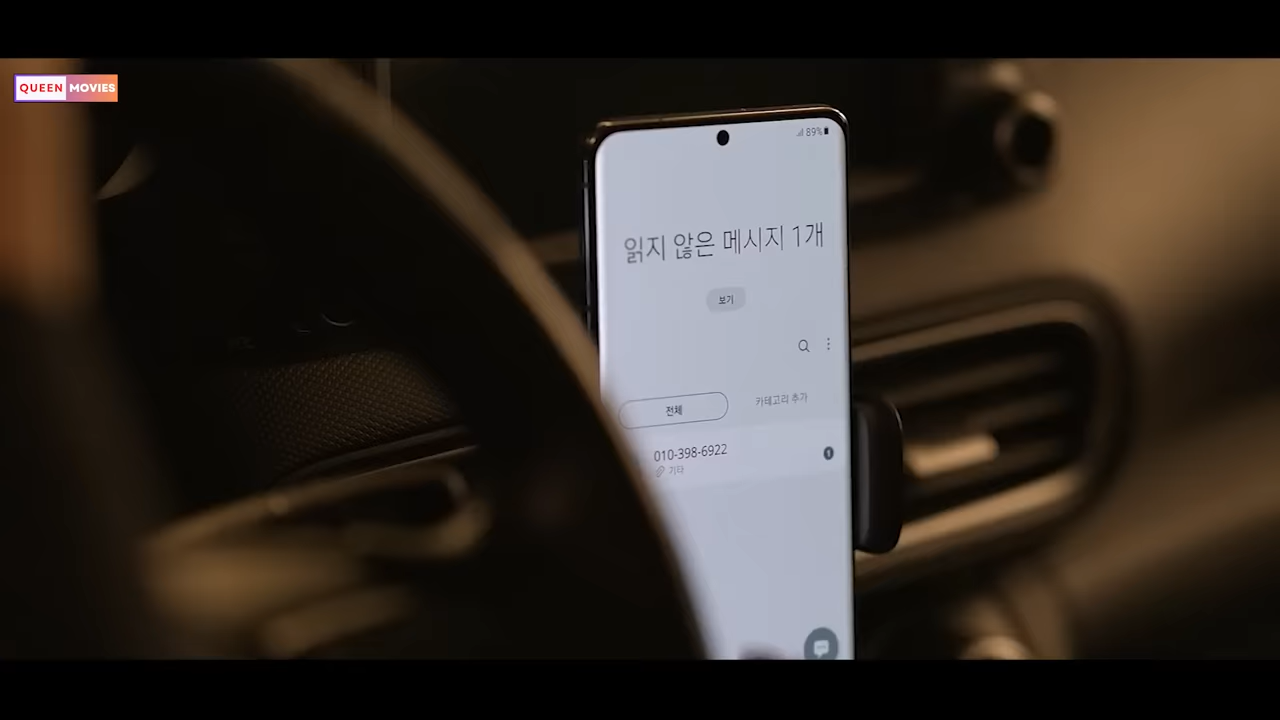 QUEEN MOVIES
89%
읽지 않은 메시지 1개
보기
전체
카테고리 추가
010-398-6922
기타
1